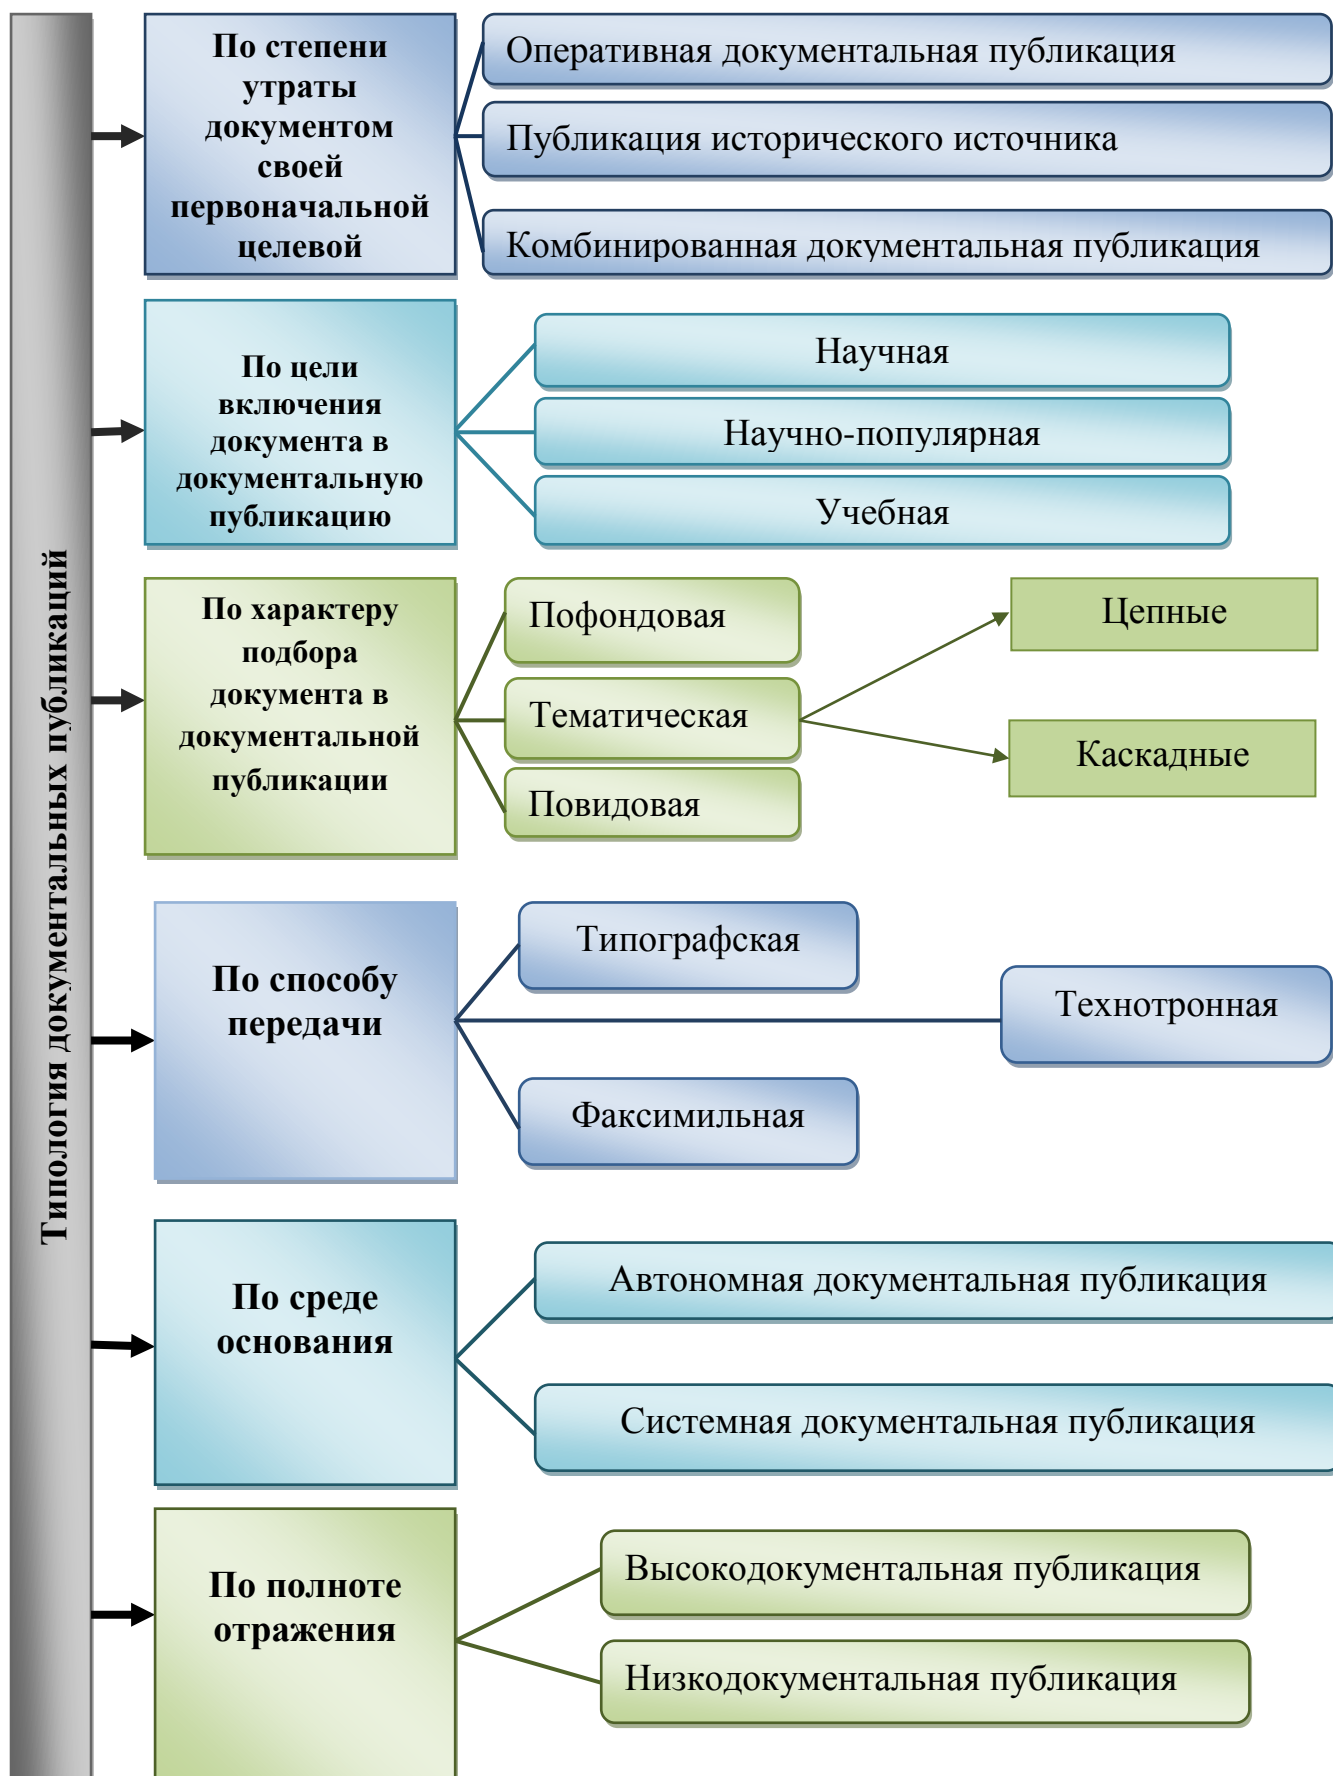 Типология документальных публикаций
По степени
утраты
документом
своей
первоначальной
целевой
Оперативная документальная публикация
Публикация исторического источника
Комбинированная документальная публикация
По цели
включения
документа в
документальную
публикацию
Научная
Научно-популярная
Учебная
По характеру
подбора
документа в
документальной
публикации
Пофондовая
Тематическая
Повидовая
Цепные
Каскадные
По способу
передачи
Типографская
Технотронная
Факсимильная
По среде
основания
Автономная документальная публикация
Системная документальная публикация
По полноте
отражения
Высокодокументальная публикация
Низкодокументальная публикация